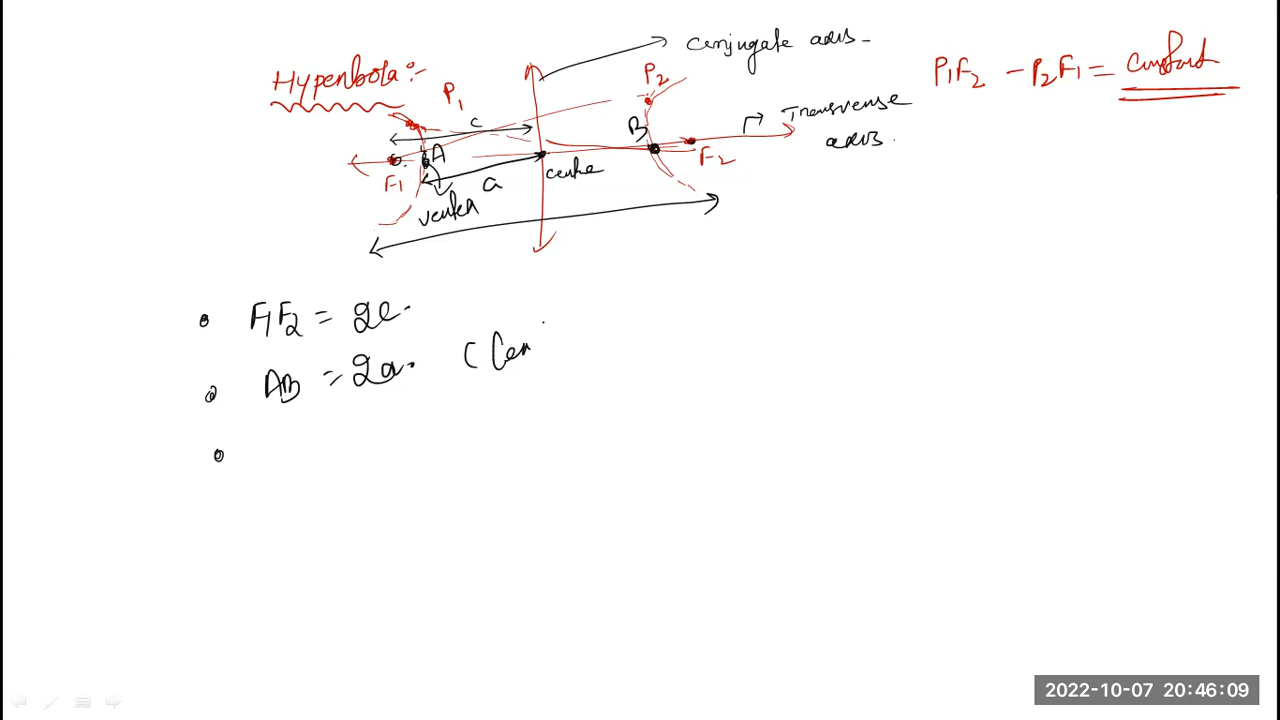 Conjugate axis -
Hyperbola :-
P1
P2
P1F2 - P2F1 = Constant
c
B
Transverse
axis.
A
F1
F2
centre
a
vertex
• F1F2 = 2c.
• AB = 2a. ( Cen
•
2022-10-07 20:46:09